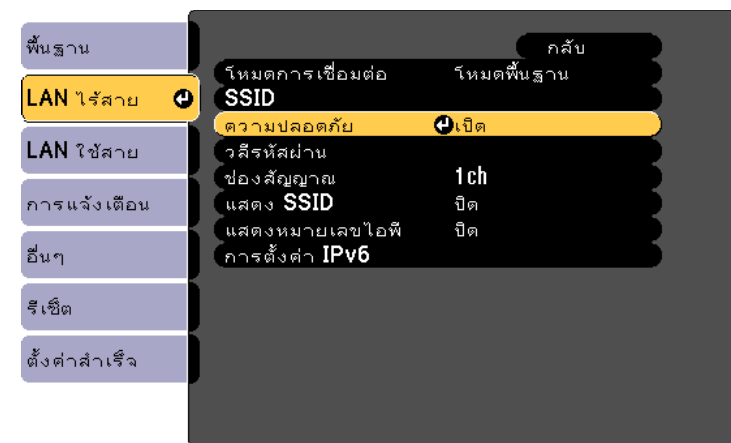 พื้นฐาน
LAN ไร้สาย
LAN ใช้สาย
การแจ้งเตือน
อื่นๆ
รีเซ็ต
ตั้งค่าสำเร็จ
กลับ
โหมดการเชื่อมต่อ โหมดพื้นฐาน
SSID
ความปลอดภัย เปิด
วลีรหัสผ่าน
ช่องสัญญาณ 1ch
แสดง SSID ปิด
แสดงหมายเลขไอพี ปิด
การตั้งค่า IPv6